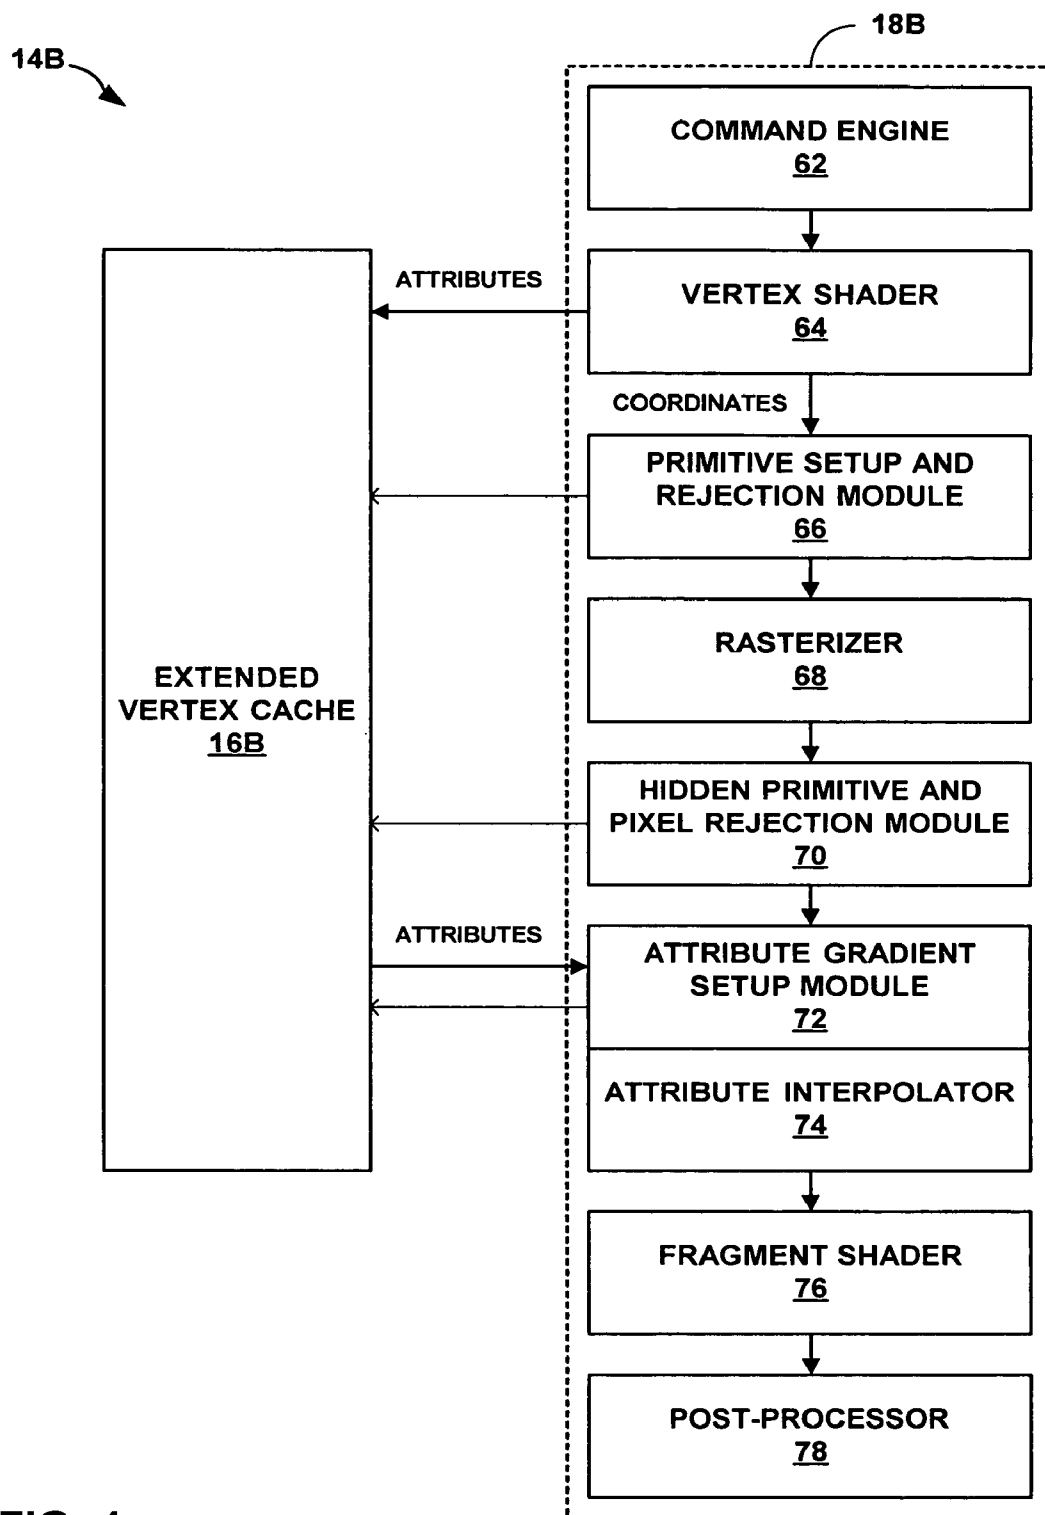 14B
18B
COMMAND ENGINE
62
VERTEX SHADER
64
ATTRIBUTES
COORDINATES
PRIMITIVE SETUP AND
REJECTION MODULE
66
RASTERIZER
68
EXTENDED
VERTEX CACHE
16B
HIDDEN PRIMITIVE AND
PIXEL REJECTION MODULE
70
ATTRIBUTES
ATTRIBUTE GRADIENT
SETUP MODULE
72
ATTRIBUTE INTERPOLATOR
74
FRAGMENT SHADER
76
POST-PROCESSOR
78